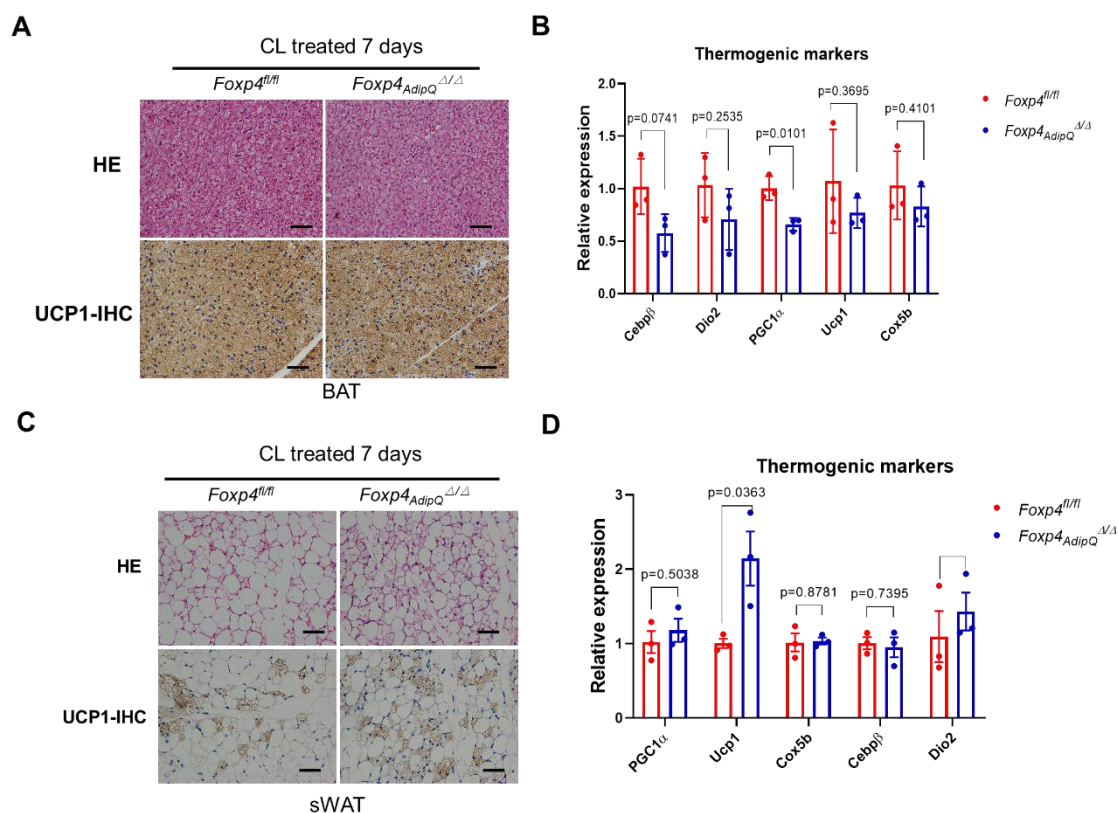 A
CL treated 7 days
Foxp4fl/fl Foxp4AdipQΔ/Δ
HE
UCP1-IHC
BAT
B
Thermogenic markers
Relative expression
2.0
1.5
1.0
0.5
0.0
p=0.0741
p=0.2535
p=0.0101
p=0.3695
p=0.4101
Cebpβ
Dio2
PGC1α
Ucp1
Cox5b
Foxp4fl/fl
Foxp4AdipQΔ/Δ
C
CL treated 7 days
Foxp4fl/fl Foxp4AdipQΔ/Δ
HE
UCP1-IHC
sWAT
D
Thermogenic markers
Relative expression
3
2
1
0
p=0.5038
p=0.0363
p=0.8781
p=0.7395
PGC1α
Ucp1
Cox5b
Cebpβ
Dio2
Foxp4fl/fl
Foxp4AdipQΔ/Δ